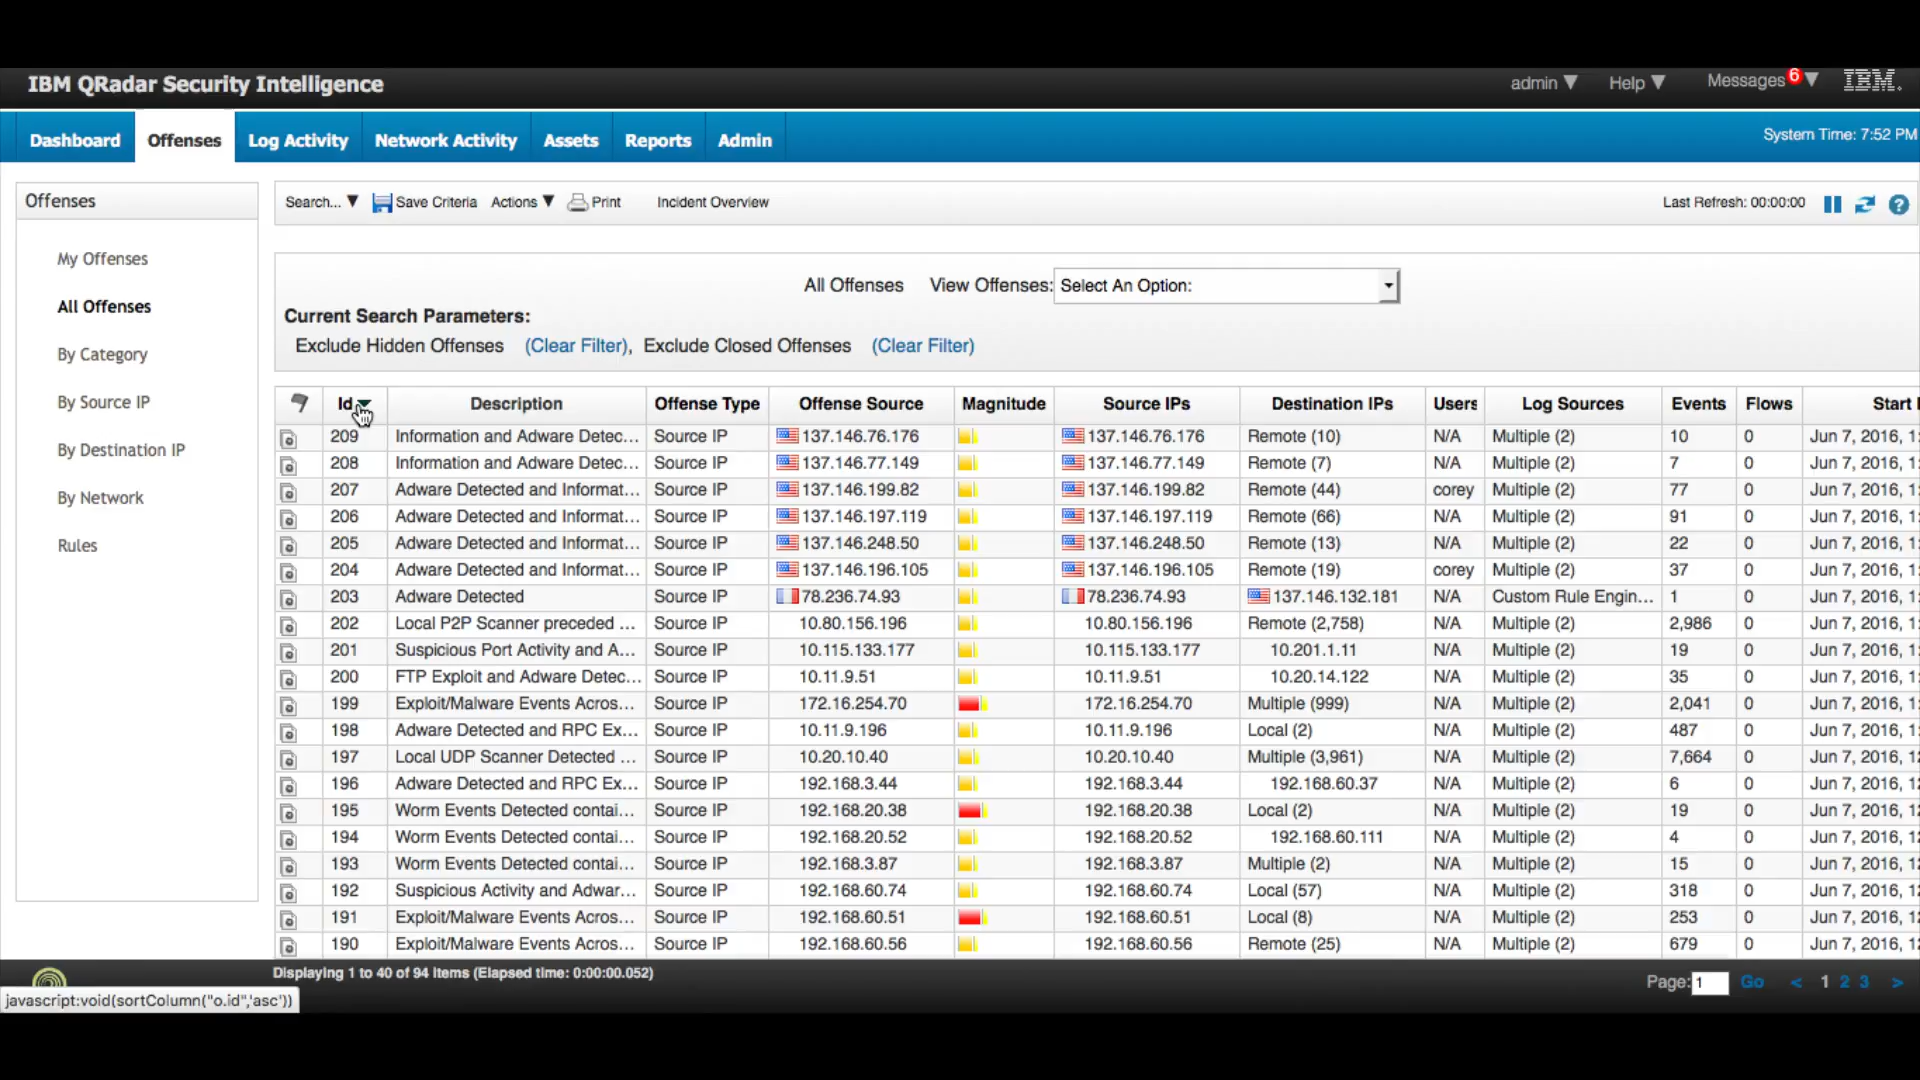 IBM QRadar Security Intelligence
admin Help Messages 6 IBM.
Dashboard Offenses Log Activity Network Activity Assets Reports Admin System Time: 7:52 PM
Offenses
My Offenses
All Offenses
By Category
By Source IP
By Destination IP
By Network
Rules
Search... Save Criteria Actions Print Incident Overview Last Refresh: 00:00:00 ?
All Offenses View Offenses: Select An Option:
Current Search Parameters:
Exclude Hidden Offenses (Clear Filter), Exclude Closed Offenses (Clear Filter)
Id Description Offense Type Offense Source Magnitude Source IPs Destination IPs Users Log Sources Events Flows Start
209 Information and Adware Detec... Source IP 137.146.76.176 137.146.76.176 Remote (10) N/A Multiple (2) 10 0 Jun 7, 2016, 1
208 Information and Adware Detec... Source IP 137.146.77.149 137.146.77.149 Remote (7) N/A Multiple (2) 7 0 Jun 7, 2016, 1
207 Adware Detected and Informat... Source IP 137.146.199.82 137.146.199.82 Remote (44) corey Multiple (2) 77 0 Jun 7, 2016, 1
206 Adware Detected and Informat... Source IP 137.146.197.119 137.146.197.119 Remote (66) N/A Multiple (2) 91 0 Jun 7, 2016, 1
205 Adware Detected and Informat... Source IP 137.146.248.50 137.146.248.50 Remote (13) N/A Multiple (2) 22 0 Jun 7, 2016, 1
204 Adware Detected and Informat... Source IP 137.146.196.105 137.146.196.105 Remote (19) corey Multiple (2) 37 0 Jun 7, 2016, 1
203 Adware Detected Source IP 78.236.74.93 78.236.74.93 137.146.132.181 N/A Custom Rule Engin... 1 0 Jun 7, 2016, 1
202 Local P2P Scanner preceded ... Source IP 10.80.156.196 10.80.156.196 Remote (2,758) N/A Multiple (2) 2,986 0 Jun 7, 2016, 1
201 Suspicious Port Activity and A... Source IP 10.115.133.177 10.115.133.177 10.201.1.11 N/A Multiple (2) 19 0 Jun 7, 2016, 1
200 FTP Exploit and Adware Detec... Source IP 10.11.9.51 10.11.9.51 10.20.14.122 N/A Multiple (2) 35 0 Jun 7, 2016, 1
199 Exploit/Malware Events Acros... Source IP 172.16.254.70 172.16.254.70 Multiple (999) N/A Multiple (2) 2,041 0 Jun 7, 2016, 1
198 Adware Detected and RPC Ex... Source IP 10.11.9.196 10.11.9.196 Local (2) N/A Multiple (2) 487 0 Jun 7, 2016, 1
197 Local UDP Scanner Detected ... Source IP 10.20.10.40 10.20.10.40 Multiple (3,961) N/A Multiple (2) 7,664 0 Jun 7, 2016, 12
196 Adware Detected and RPC Ex... Source IP 192.168.3.44 192.168.3.44 192.168.60.37 N/A Multiple (2) 6 0 Jun 7, 2016, 12
195 Worm Events Detected contai... Source IP 192.168.20.38 192.168.20.38 Local (2) N/A Multiple (2) 19 0 Jun 7, 2016, 12
194 Worm Events Detected contai... Source IP 192.168.20.52 192.168.20.52 192.168.60.111 N/A Multiple (2) 4 0 Jun 7, 2016, 12
193 Worm Events Detected contai... Source IP 192.168.3.87 192.168.3.87 Multiple (2) N/A Multiple (2) 15 0 Jun 7, 2016, 12
192 Suspicious Activity and Adwar... Source IP 192.168.60.74 192.168.60.74 Local (57) N/A Multiple (2) 318 0 Jun 7, 2016, 12
191 Exploit/Malware Events Acros... Source IP 192.168.60.51 192.168.60.51 Local (8) N/A Multiple (2) 253 0 Jun 7, 2016, 12
190 Exploit/Malware Events Acros... Source IP 192.168.60.56 192.168.60.56 Remote (25) N/A Multiple (2) 679 0 Jun 7, 2016, 12
Displaying 1 to 40 of 94 items (Elapsed time: 0:00:00.052)
Page: 1 Go < 1 2 3 >
javascript:void(sortColumn("o.id",'asc'))